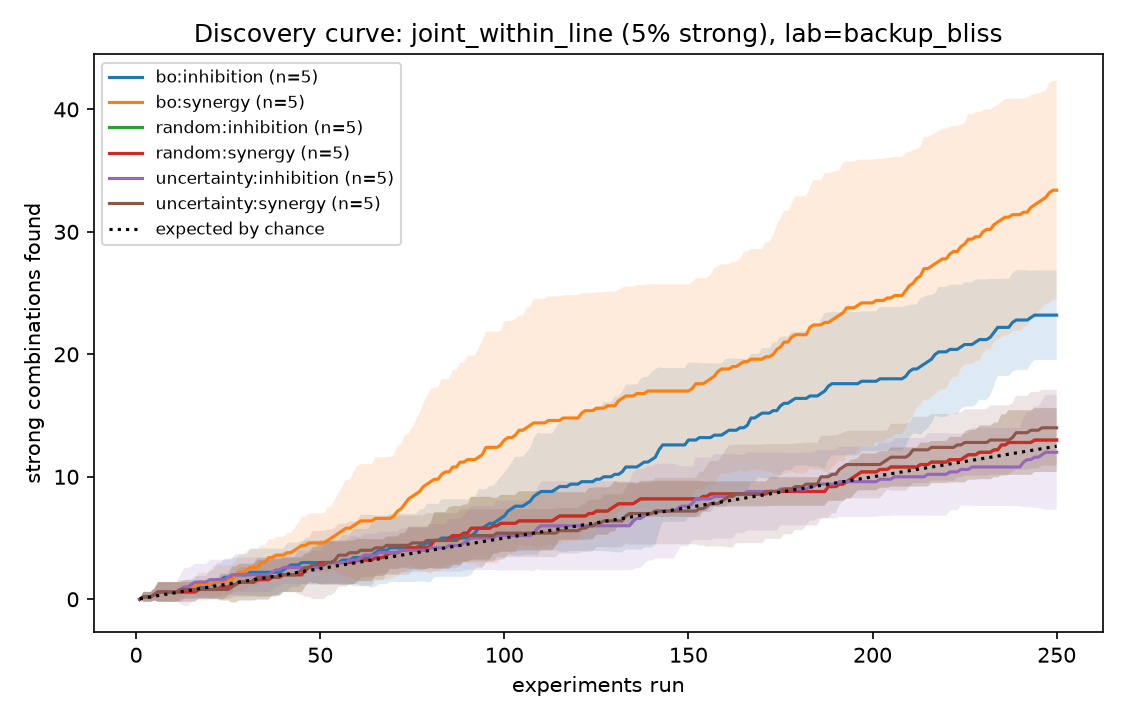 Discovery curve: joint_within_line (5% strong), lab=backup_bliss
bo:inhibition (n=5)
bo:synergy (n=5)
random:inhibition (n=5)
random:synergy (n=5)
uncertainty:inhibition (n=5)
uncertainty:synergy (n=5)
expected by chance
strong combinations found
40
30
20
10
0
0
50
100
150
200
250
experiments run